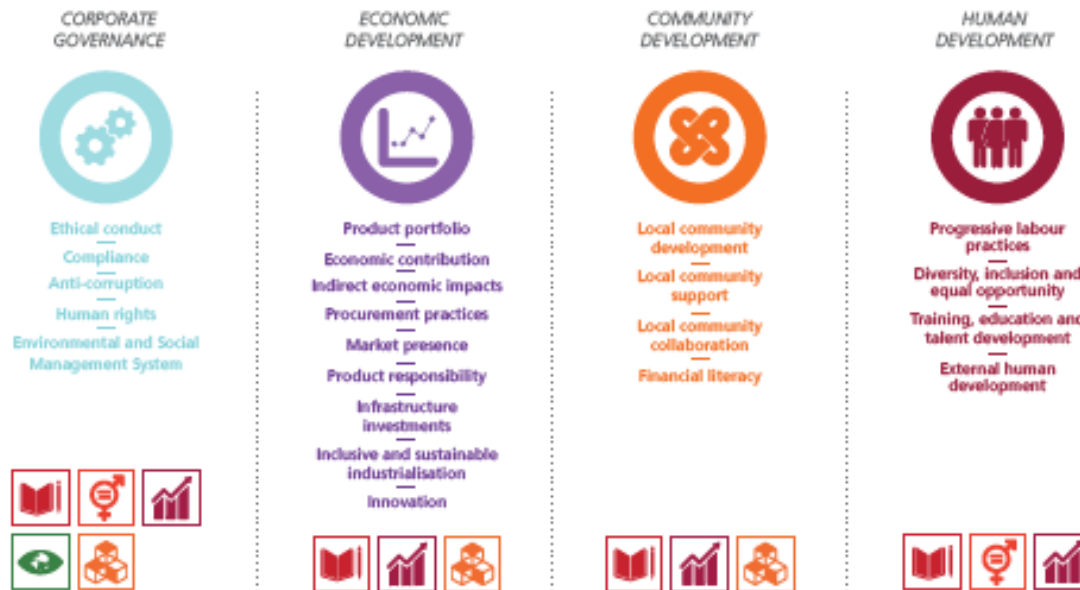 CORPORATE
GOVERNANCE
Ethical conduct
Compliance
Anti-corruption
Human rights
Environmental and Social
Management System
ECONOMIC
DEVELOPMENT
Product portfolio
Economic contribution
Indirect economic impacts
Procurement practices
Market presence
Product responsibility
Infrastructure
investments
Inclusive and sustainable
industrialisation
Innovation
COMMUNITY
DEVELOPMENT
Local community
development
Local community
support
Local community
collaboration
Financial literacy
HUMAN
DEVELOPMENT
Progressive labour
practices
Diversity, inclusion and
equal opportunity
Training, education and
talent development
External human
development